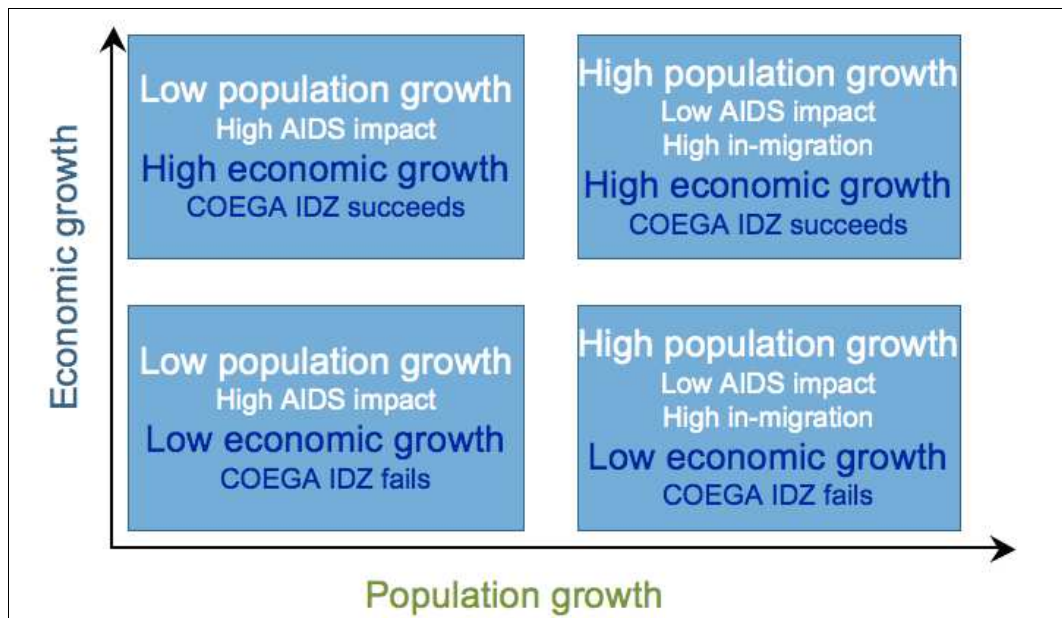 Economic growth
Low population growth
High AIDS impact
High economic growth
COEGA IDZ succeeds
High population growth
Low AIDS impact
High in-migration
High economic growth
COEGA IDZ succeeds
Low population growth
High AIDS impact
Low economic growth
COEGA IDZ fails
High population growth
Low AIDS impact
High in-migration
Low economic growth
COEGA IDZ fails
Population growth